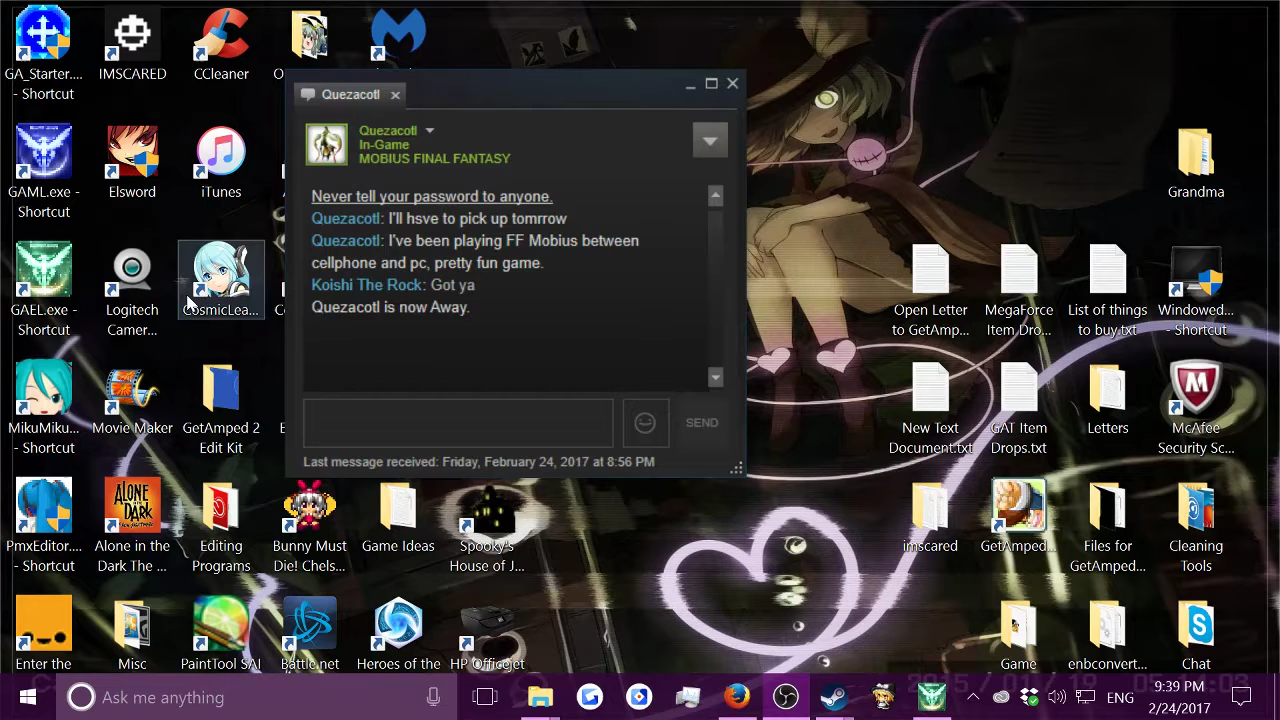 GA_Starter....
- Shortcut
IMSCARED
CCleaner
Quezacotl
Quezacotl
In-Game
MOBIUS FINAL FANTASY
Never tell your password to anyone.
Quezacotl: I'll hsve to pick up tomrrow
Quezacotl: I've been playing FF Mobius between
cellphone and pc, pretty fun game.
Koishi The Rock: Got ya
Quezacotl is now Away.
SEND
Last message received: Friday, February 24, 2017 at 8:56 PM
GAML.exe -
Shortcut
Elsword
iTunes
Grandma
GAEL.exe -
Shortcut
Logitech
Camer...
CosmicLea...
Open Letter
to GetAmp...
MegaForce
Item Dro...
List of things
to buy.txt
Windowed...
- Shortcut
MikuMiku...
- Shortcut
Movie Maker
GetAmped 2
Edit Kit
New Text
Document.txt
GAT Item
Drops.txt
Letters
McAfee
Security Sc...
PmxEditor....
- Shortcut
ALONE IN THE DARK
Alone in the
Dark The ...
Editing
Programs
Bunny Must
Die! Chels...
Game Ideas
Spooky's
House of J...
imscared
GetAmped...
Files for
GetAmped...
Cleaning
Tools
Enter the
Misc
PaintTool SAI
Battle.net
Heroes of the
HP Officejet
Game
enbconvert...
Chat
Ask me anything
ENG
9:39 PM
2/24/2017